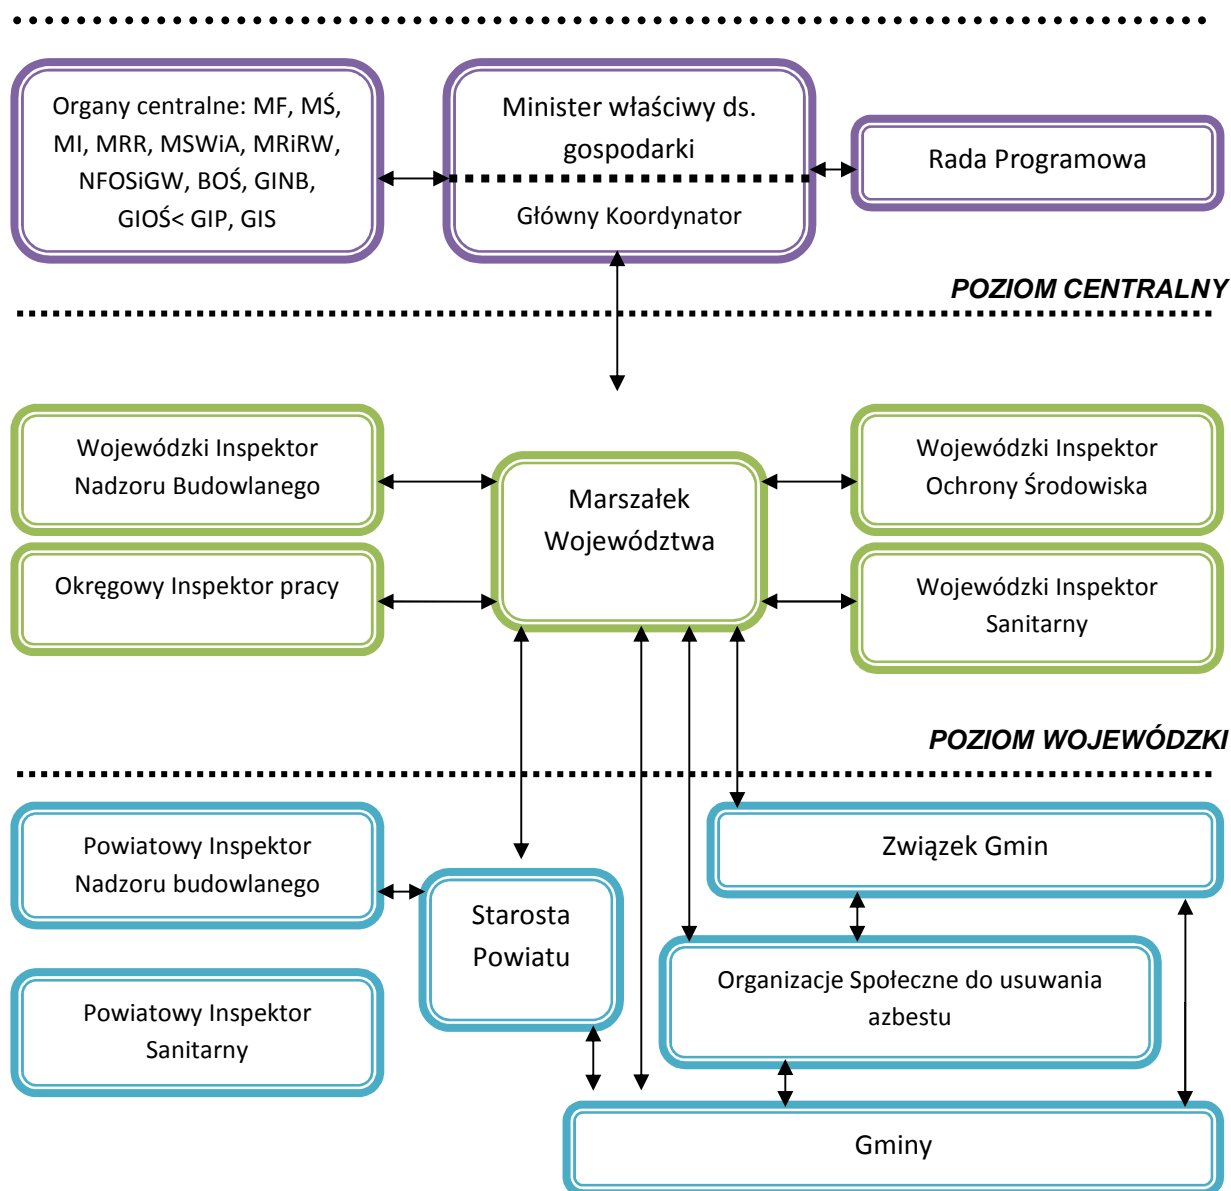 Organy centralne: MF, MŚ,
MI, MRR, MSWiA, MRiRW,
NFOSiGW, BOŚ, GINB,
GIOŚ< GIP, GIS
Minister właściwy ds.
gospodarki
Główny Koordynator
Rada Programowa
POZIOM CENTRALNY
Wojewódzki Inspektor
Nadzoru Budowlanego
Okręgowy Inspektor pracy
Marszałek
Województwa
Wojewódzki Inspektor
Ochrony Środowiska
Wojewódzki Inspektor
Sanitarny
POZIOM WOJEWÓDZKI
Powiatowy Inspektor
Nadzoru budowlanego
Powiatowy Inspektor
Sanitarny
Starosta
Powiatu
Związek Gmin
Organizacje Społeczne do usuwania
azbestu
Gminy